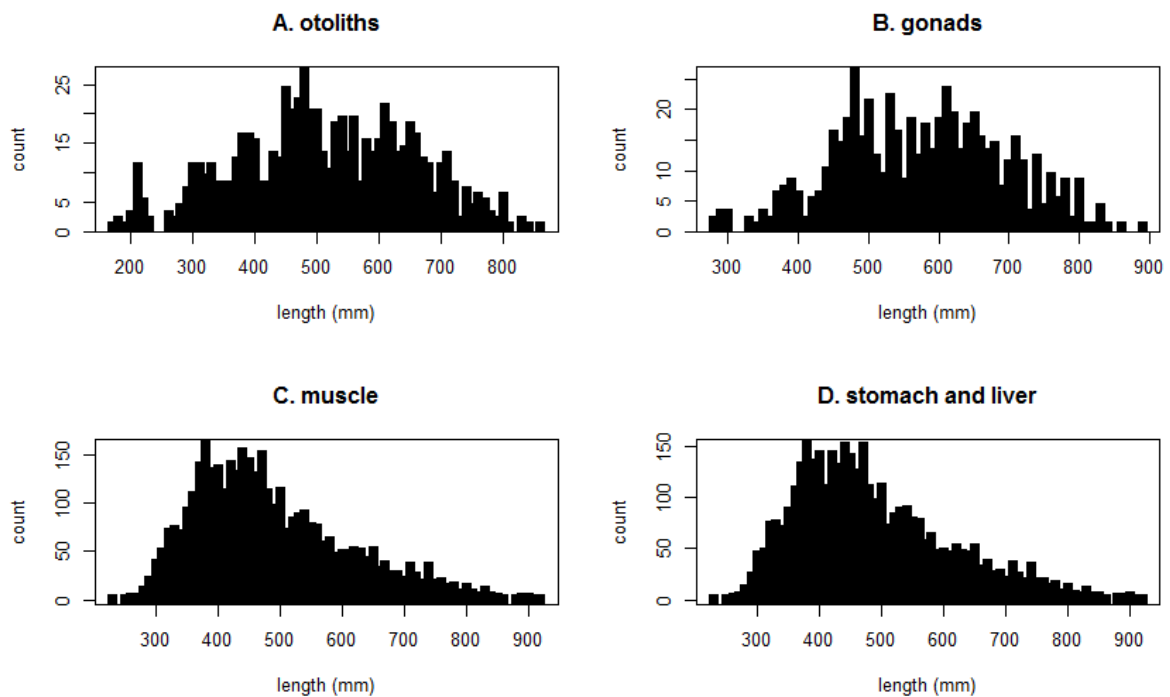 A. otoliths
count
0
5
15
25
200 300 400 500 600 700 800
length (mm)
B. gonads
count
0
5
10
20
300 400 500 600 700 800 900
length (mm)
C. muscle
count
0
50
100
150
300 400 500 600 700 800 900
length (mm)
D. stomach and liver
count
0
50
100
150
300 400 500 600 700 800 900
length (mm)